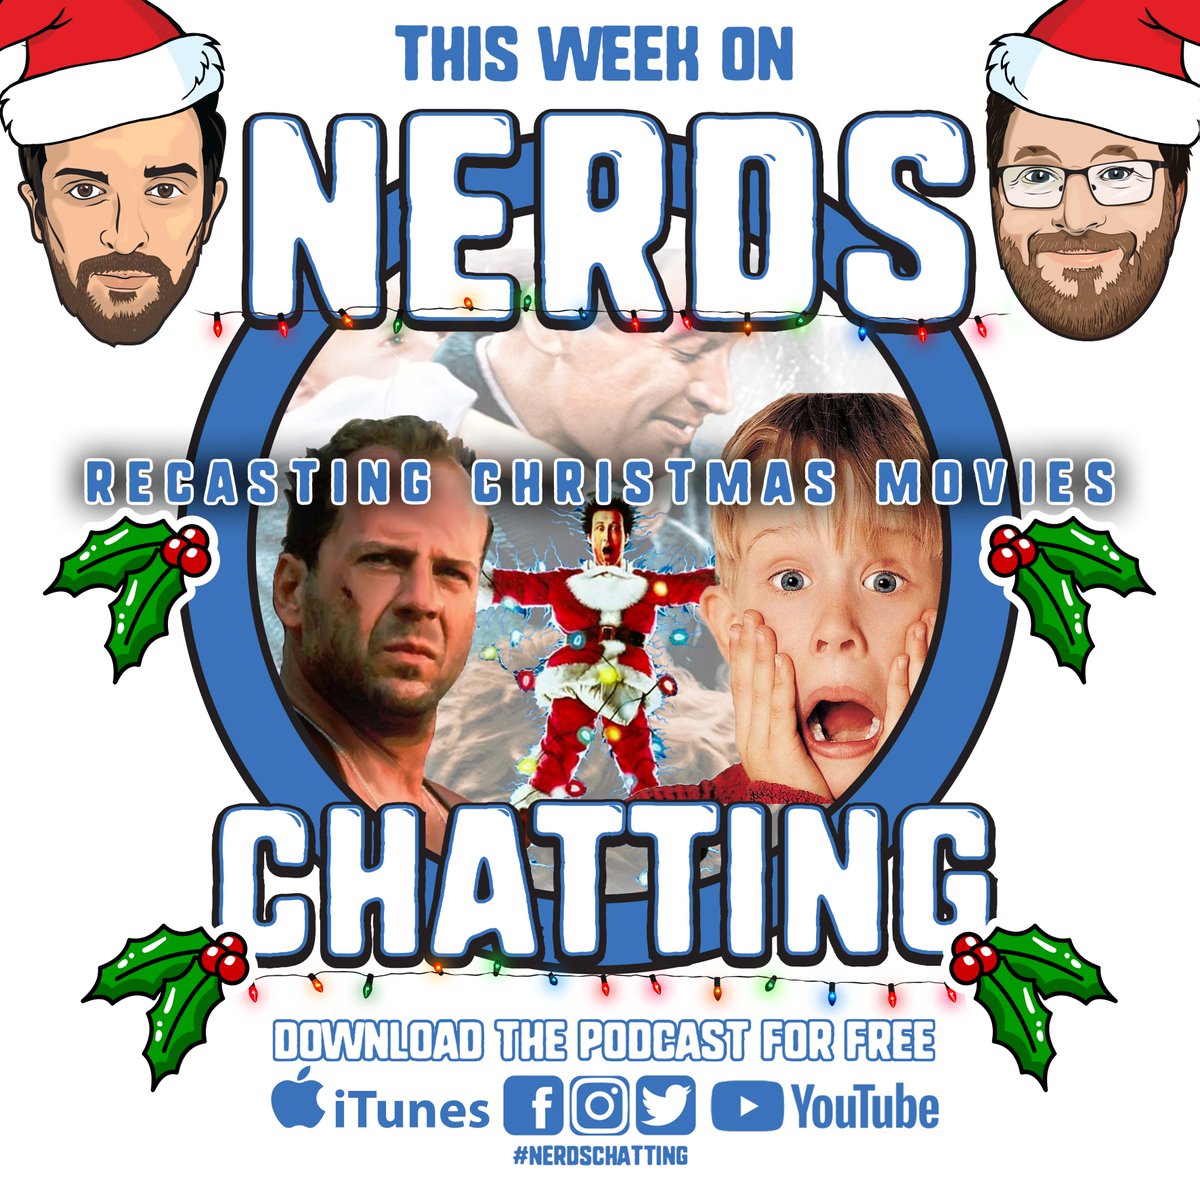 THIS WEEK ON
NERDS
RECASTING CHRISTMAS MOVIES
CHATTING
DOWNLOAD THE PODCAST FOR FREE
iTunes YouTube
#NERDSCHATTING